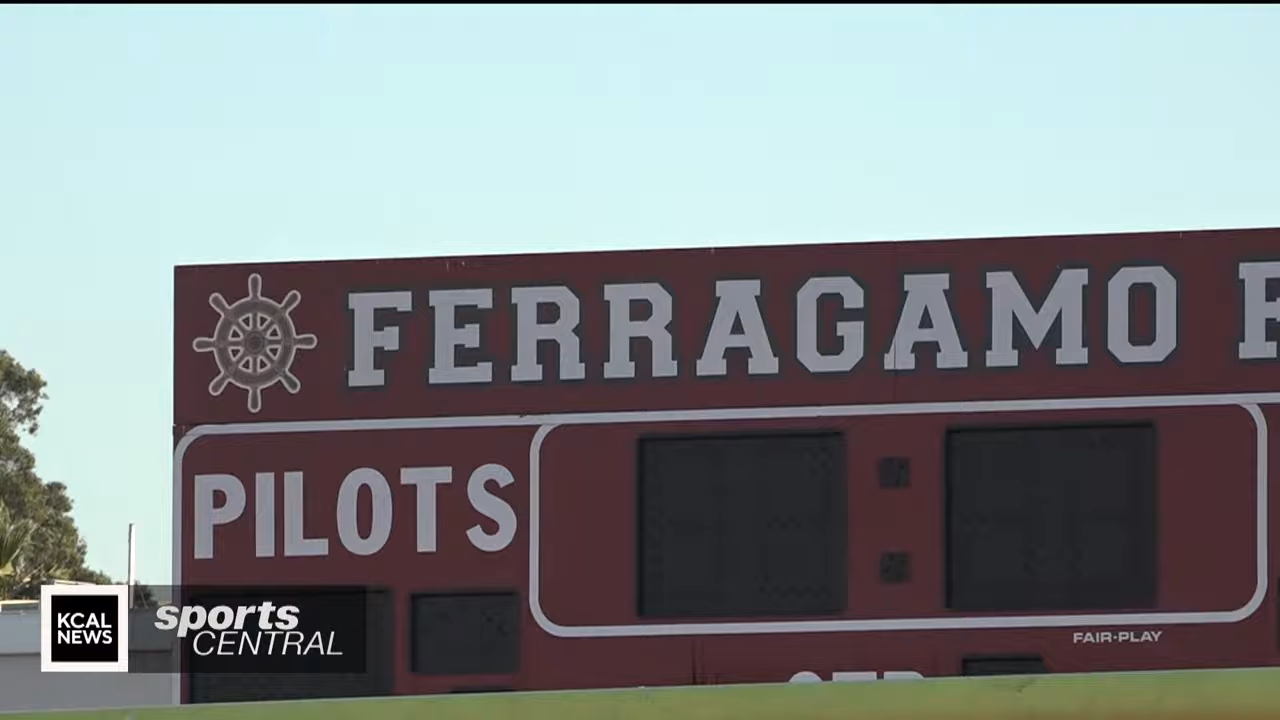 FERRAGAMO
PILOTS
FAIR-PLAY
KCAL
NEWS
sports
CENTRAL